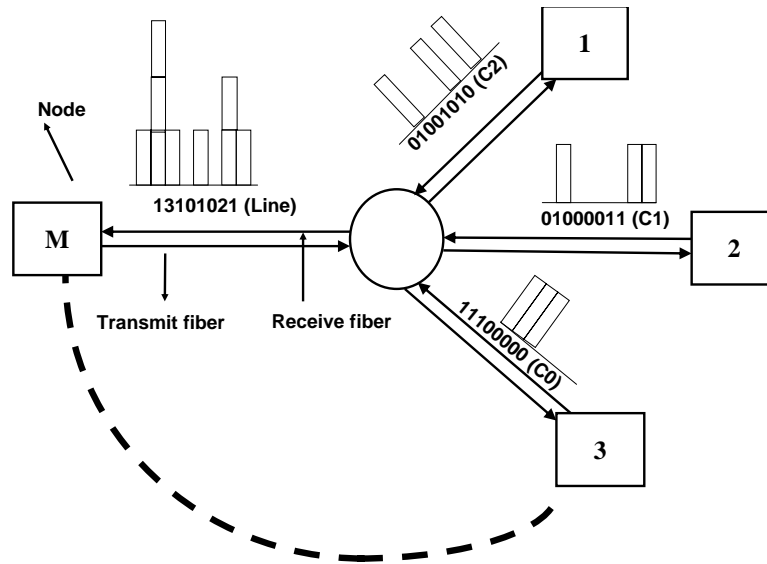 1
01001010 (C2)
Node
13101021 (Line)
01000011 (C1)
M
2
Transmit fiber
Receive fiber
11100000 (C0)
3